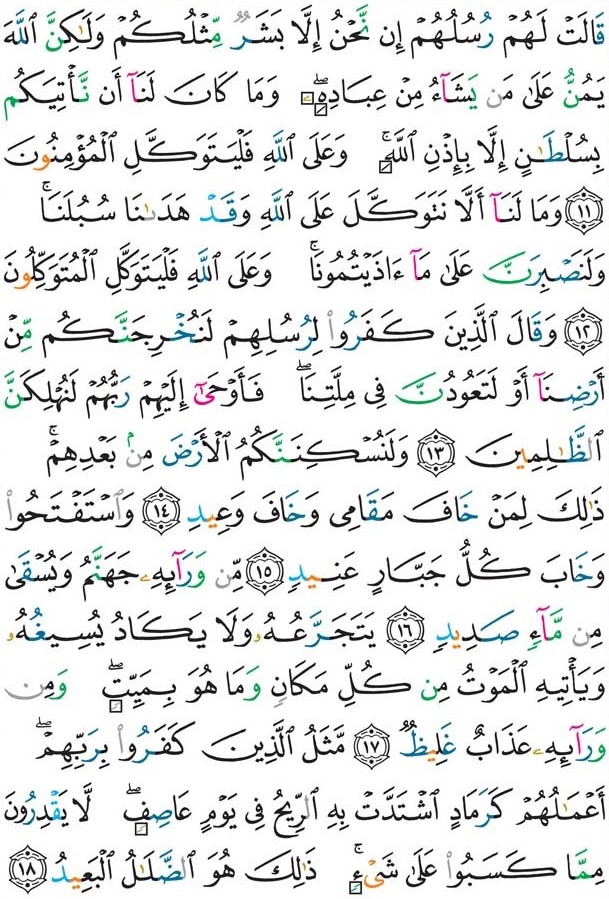 قَالَتْ لَهُمْ رُسُلُهُمْ إِن نَّحْنُ إِلَّا بَشَرٌ مِّثْلُكُمْ وَلَٰكِنَّ ٱللَّهَ
يَمُنُّ عَلَىٰ مَن يَشَآءُ مِنْ عِبَادِهِۦۖ وَمَا كَانَ لَنَآ أَن نَّأْتِيَكُم
بِسُلْطَٰنٍ إِلَّا بِإِذْنِ ٱللَّهِۚ وَعَلَى ٱللَّهِ فَلْيَتَوَكَّلِ ٱلْمُؤْمِنُونَ
١١ وَمَا لَنَآ أَلَّا نَتَوَكَّلَ عَلَى ٱللَّهِ وَقَدْ هَدَىٰنَا سُبُلَنَاۚ
وَلَنَصْبِرَنَّ عَلَىٰ مَآ ءَاذَيْتُمُونَاۚ وَعَلَى ٱللَّهِ فَلْيَتَوَكَّلِ ٱلْمُتَوَكِّلُونَ
١٢ وَقَالَ ٱلَّذِينَ كَفَرُوا۟ لِرُسُلِهِمْ لَنُخْرِجَنَّكُم مِّنْ
أَرْضِنَآ أَوْ لَتَعُودُنَّ فِى مِلَّتِنَاۖ فَأَوْحَىٰٓ إِلَيْهِمْ رَبُّهُمْ لَنُهْلِكَنَّ
ٱلظَّٰلِمِينَ ١٣ وَلَنُسْكِنَنَّكُمُ ٱلْأَرْضَ مِنۢ بَعْدِهِمْۚ
ذَٰلِكَ لِمَنْ خَافَ مَقَامِى وَخَافَ وَعِيدِ ١٤ وَٱسْتَفْتَحُوا۟
وَخَابَ كُلُّ جَبَّارٍ عَنِيدٍ ١٥ مِّن وَرَآئِهِۦ جَهَنَّمُ وَيُسْقَىٰ
مِن مَّآءٍ صَدِيدٍ ١٦ يَتَجَرَّعُهُۥ وَلَا يَكَادُ يُسِيغُهُۥ
وَيَأْتِيهِ ٱلْمَوْتُ مِن كُلِّ مَكَانٍ وَمَا هُوَ بِمَيِّتٍۖ وَمِن
وَرَآئِهِۦ عَذَابٌ غَلِيظٌ ١٧ مَّثَلُ ٱلَّذِينَ كَفَرُوا۟ بِرَبِّهِمْۖ
أَعْمَٰلُهُمْ كَرَمَادٍ ٱشْتَدَّتْ بِهِ ٱلرِّيحُ فِى يَوْمٍ عَاصِفٍۖ لَّا يَقْدِرُونَ
مِمَّا كَسَبُوا۟ عَلَىٰ شَىْءٍۚ ذَٰلِكَ هُوَ ٱلضَّلَٰلُ ٱلْبَعِيدُ ١٨